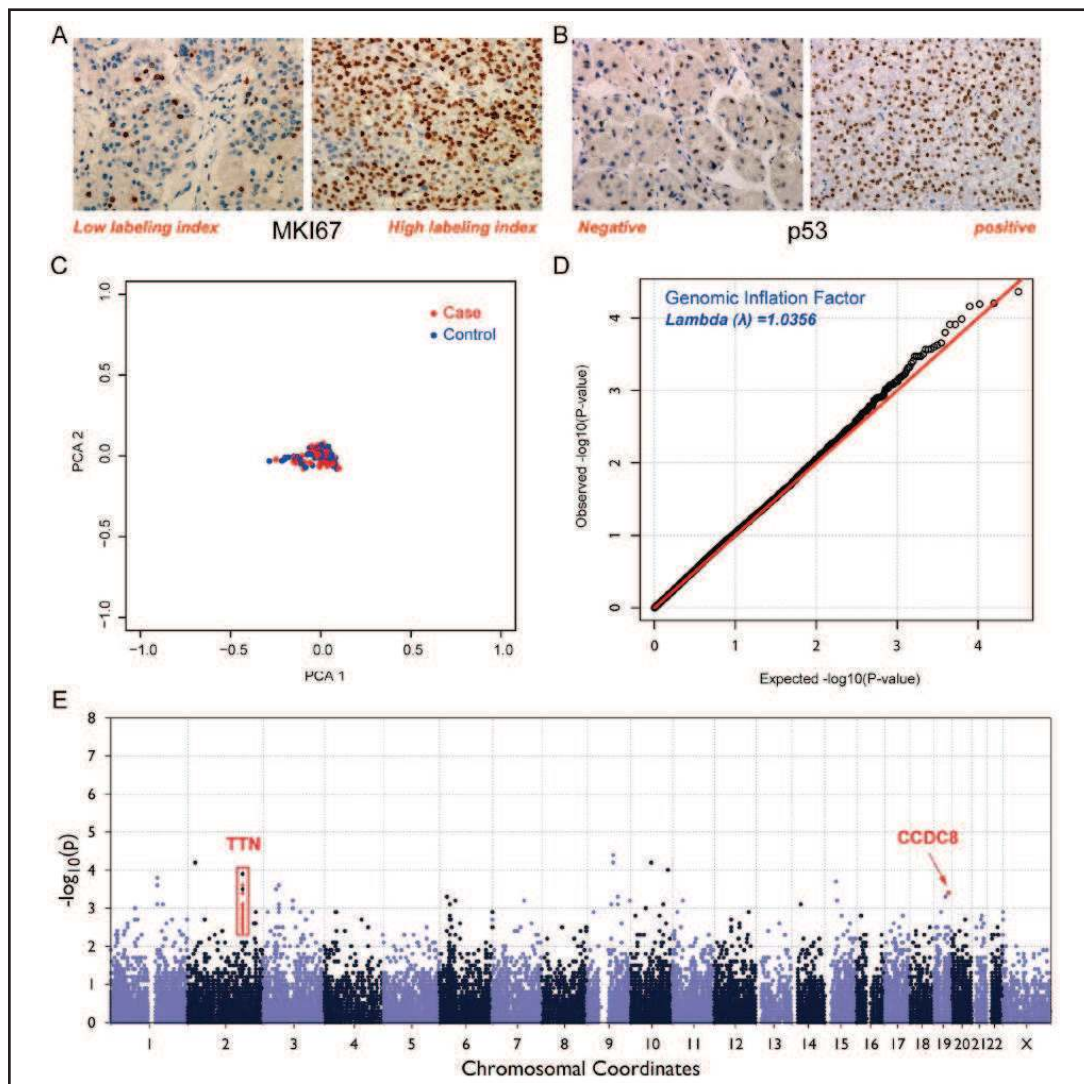 A
B
Low labeling index MKI67 High labeling index
Negative p53 positive
C
Case
Control
1.0
0.5
0.0
−0.5
−1.0
PCA 2
−1.0 −0.5 0.0 0.5 1.0
PCA 1
D
Genomic Inflation Factor
Lambda (λ) =1.0356
4
3
2
1
0
Observed -log10(P-value)
0 1 2 3 4
Expected -log10(P-value)
E
8
7
6
5
4
3
2
1
0
-log10(p)
TTN
CCDC8
1 2 3 4 5 6 7 8 9 10 11 12 13 14 15 16 17 18 19 20 21 22 X
Chromosomal Coordinates